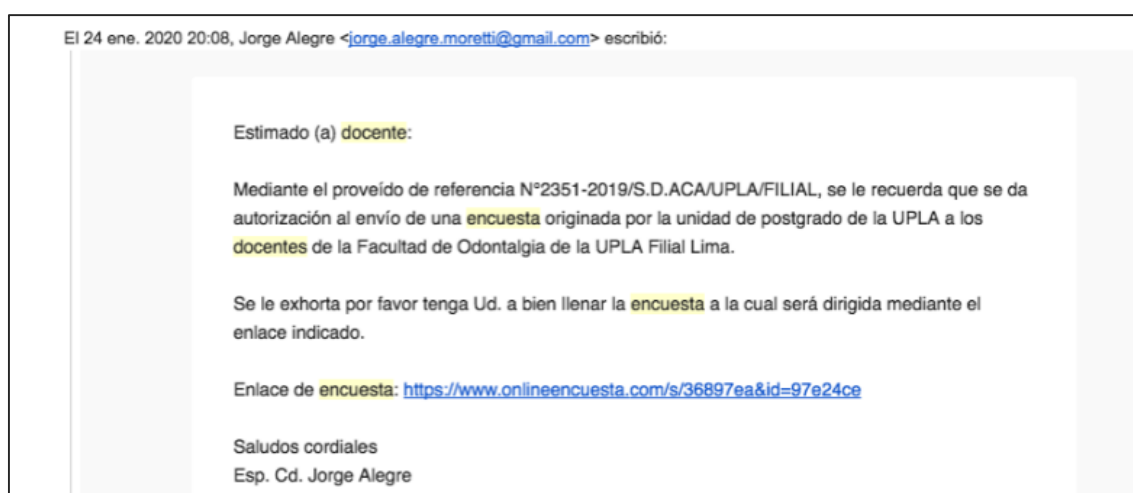 El 24 ene. 2020 20:08, Jorge Alegre <jorge.alegre.moretti@gmail.com> escribió:
Estimado (a) docente:
Mediante el proveído de referencia N°2351-2019/S.D.ACA/UPLA/FILIAL, se le recuerda que se da
autorización al envío de una encuesta originada por la unidad de postgrado de la UPLA a los
docentes de la Facultad de Odontalgia de la UPLA Filial Lima.
Se le exhorta por favor tenga Ud. a bien llenar la encuesta a la cual será dirigida mediante el
enlace indicado.
Enlace de encuesta: https://www.onlineencuesta.com/s/36897ea&id=97e24ce
Saludos cordiales
Esp. Cd. Jorge Alegre